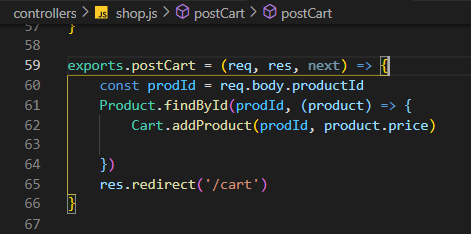 controllers > JS shop.js > postCart > postCart
57 }
58
59 exports.postCart = (req, res, next) => {
60     const prodId = req.body.productId
61     Product.findById(prodId, (product) => {
62         Cart.addProduct(prodId, product.price)
63
64     })
65     res.redirect('/cart')
66 }
67